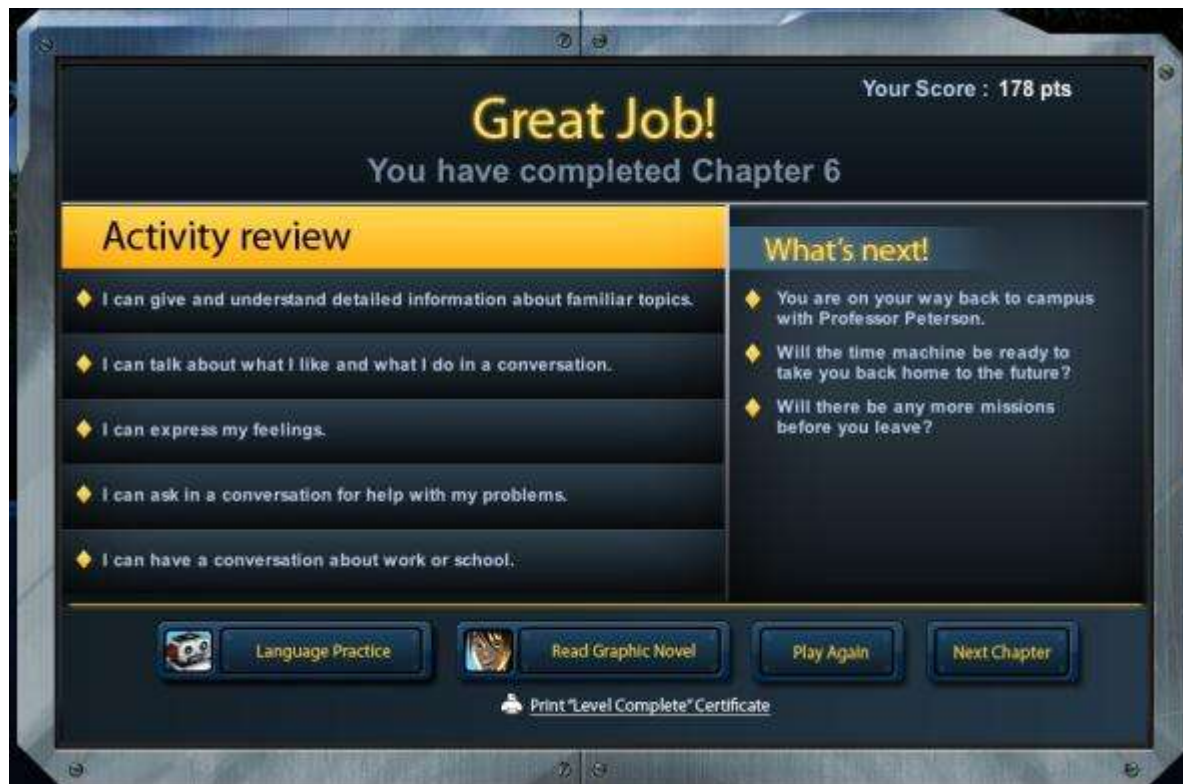 Your Score : 178 pts
Great Job!
You have completed Chapter 6
Activity review
I can give and understand detailed information about familiar topics.
I can talk about what I like and what I do in a conversation.
I can express my feelings.
I can ask in a conversation for help with my problems.
I can have a conversation about work or school.
What's next!
You are on your way back to campus
with Professor Peterson.
Will the time machine be ready to
take you back home to the future?
Will there be any more missions
before you leave?
Language Practice
Read Graphic Novel
Play Again
Next Chapter
Print "Level Complete" Certificate